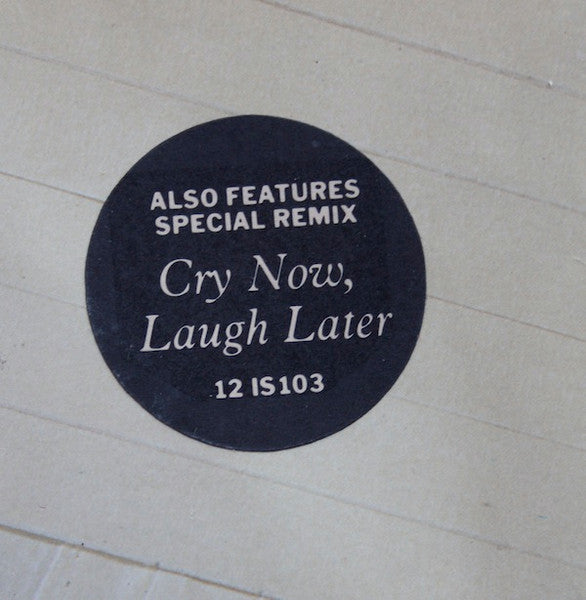 ALSO FEATURES
SPECIAL REMIX
Cry Now,
Laugh Later
12 IS103